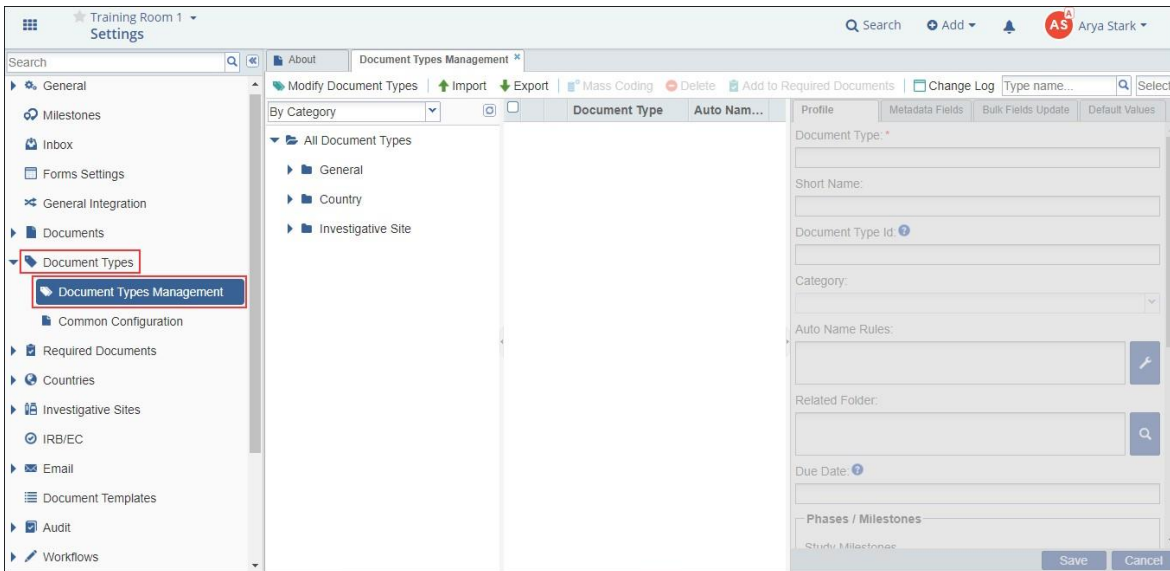 Training Room 1
Settings
Search
Add
A
AS
Arya Stark
Search
About
Document Types Management
Modify Document Types
Import
Export
Mass Coding
Delete
Add to Required Documents
Change Log
Type name...
Select
General
Milestones
Inbox
Forms Settings
General Integration
Documents
Document Types
Document Types Management
Common Configuration
Required Documents
Countries
Investigative Sites
IRB/EC
Email
Document Templates
Audit
Workflows
By Category
All Document Types
General
Country
Investigative Site
Document Type
Auto Nam...
Profile
Metadata Fields
Bulk Fields Update
Default Values
Document Type: *
Short Name:
Document Type Id:
Category:
Auto Name Rules:
Related Folder:
Due Date:
Phases / Milestones
Study Milestones
Save
Cancel